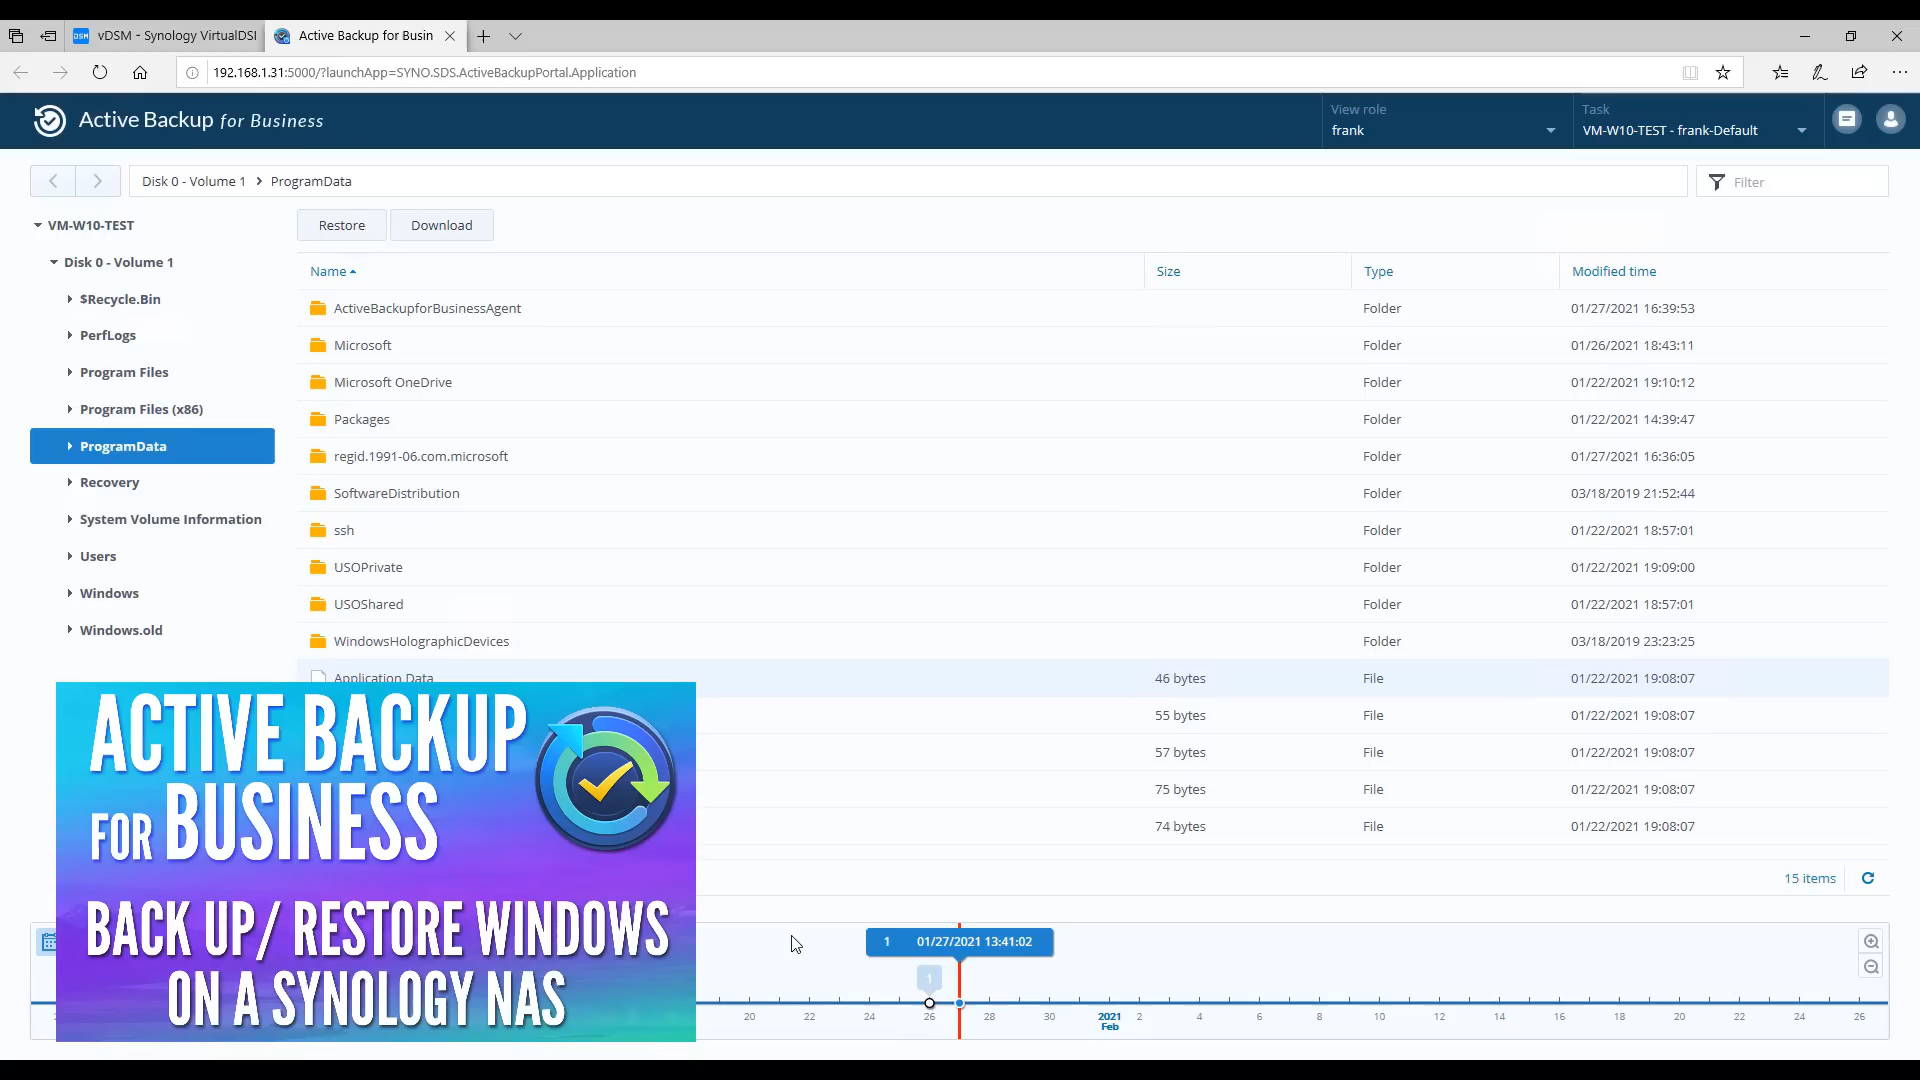 vDSM - Synology VirtualDSI
Active Backup for Busin
192.168.1.31:5000/?launchApp=SYNO.SDS.ActiveBackupPortal.Application
Active Backup for Business
View role
frank
Task
VM-W10-TEST - frank-Default
Disk 0 - Volume 1 > ProgramData
Filter
VM-W10-TEST
Disk 0 - Volume 1
$Recycle.Bin
PerfLogs
Program Files
Program Files (x86)
ProgramData
Recovery
System Volume Information
Users
Windows
Windows.old
Restore
Download
Name Size Type Modified time
ActiveBackupforBusinessAgent Folder 01/27/2021 16:39:53
Microsoft Folder 01/26/2021 18:43:11
Microsoft OneDrive Folder 01/22/2021 19:10:12
Packages Folder 01/22/2021 14:39:47
regid.1991-06.com.microsoft Folder 01/27/2021 16:36:05
SoftwareDistribution Folder 03/18/2019 21:52:44
ssh Folder 01/22/2021 18:57:01
USOPrivate Folder 01/22/2021 19:09:00
USOShared Folder 01/22/2021 18:57:01
WindowsHolographicDevices Folder 03/18/2019 23:23:25
Application Data 46 bytes File 01/22/2021 19:08:07
55 bytes File 01/22/2021 19:08:07
57 bytes File 01/22/2021 19:08:07
75 bytes File 01/22/2021 19:08:07
74 bytes File 01/22/2021 19:08:07
15 items
ACTIVE BACKUP
FOR BUSINESS
BACK UP/ RESTORE WINDOWS
ON A SYNOLOGY NAS
1 01/27/2021 13:41:02
1
20 22 24 26 28 30 2021 Feb 2 4 6 8 10 12 14 16 18 20 22 24 26